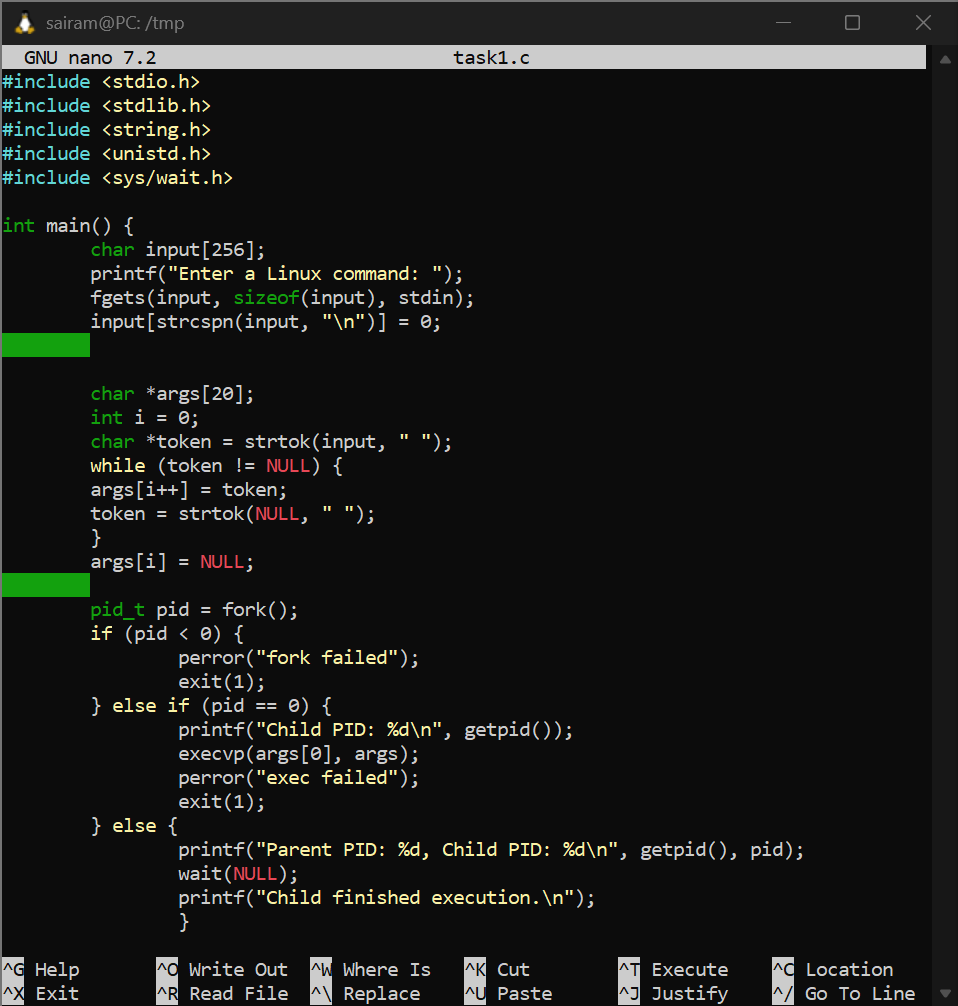 sairam@PC: /tmp
GNU nano 7.2 task1.c
#include <stdio.h>
#include <stdlib.h>
#include <string.h>
#include <unistd.h>
#include <sys/wait.h>
int main() {
char input[256];
printf("Enter a Linux command: ");
fgets(input, sizeof(input), stdin);
input[strcspn(input, "\n")] = 0;
char *args[20];
int i = 0;
char *token = strtok(input, " ");
while (token != NULL) {
args[i++] = token;
token = strtok(NULL, " ");
}
args[i] = NULL;
pid_t pid = fork();
if (pid < 0) {
perror("fork failed");
exit(1);
} else if (pid == 0) {
printf("Child PID: %d\n", getpid());
execvp(args[0], args);
perror("exec failed");
exit(1);
} else {
printf("Parent PID: %d, Child PID: %d\n", getpid(), pid);
wait(NULL);
printf("Child finished execution.\n");
}
^G Help ^O Write Out ^W Where Is ^K Cut ^T Execute ^C Location
^X Exit ^R Read File ^\ Replace ^U Paste ^J Justify ^/ Go To Line